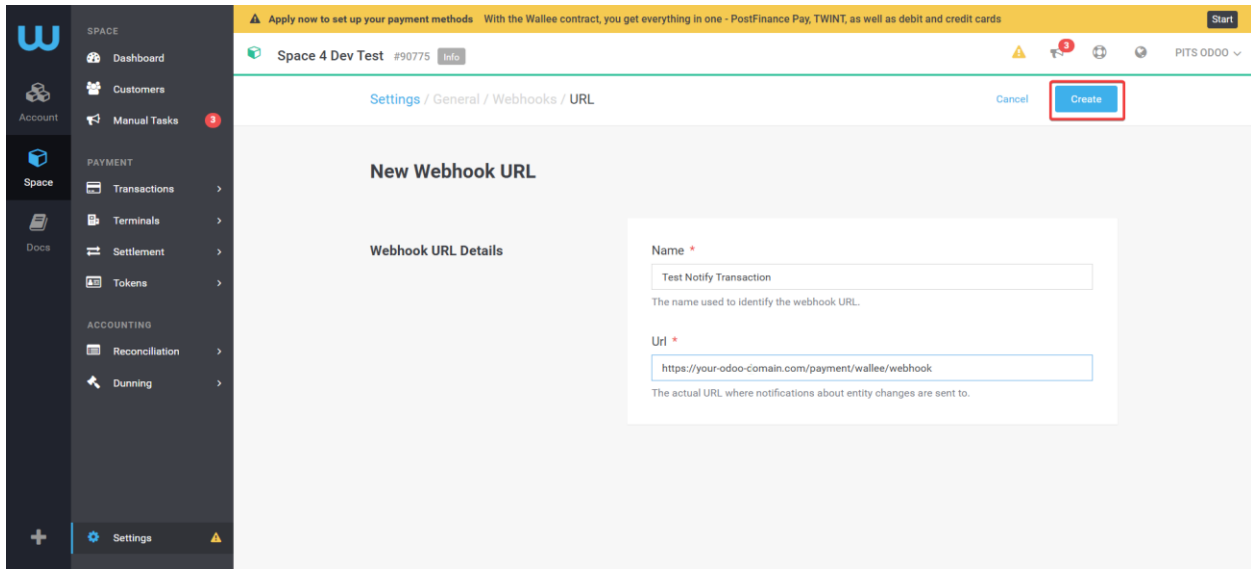 Apply now to set up your payment methods With the Wallee contract, you get everything in one - PostFinance Pay, TWINT, as well as debit and credit cards Start
Account
Space
Docs
SPACE
Dashboard
Customers
Manual Tasks 3
PAYMENT
Transactions
Terminals
Settlement
Tokens
ACCOUNTING
Reconciliation
Dunning
Settings
Space 4 Dev Test #90775 Info 3 PITS ODOO
Settings / General / Webhooks / URL Cancel Create
New Webhook URL
Webhook URL Details
Name *
Test Notify Transaction
The name used to identify the webhook URL.
Url *
https://your-odoo-domain.com/payment/wallee/webhook
The actual URL where notifications about entity changes are sent to.